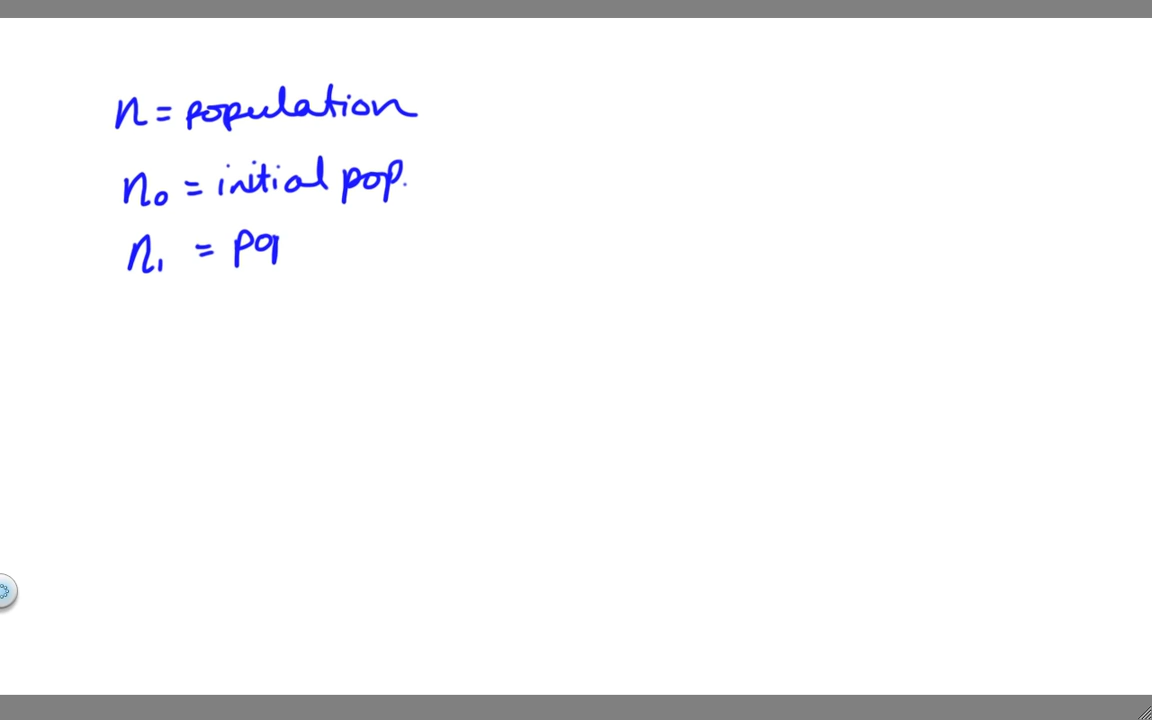 n = population
n₀ = initial pop.
n₁ = pop